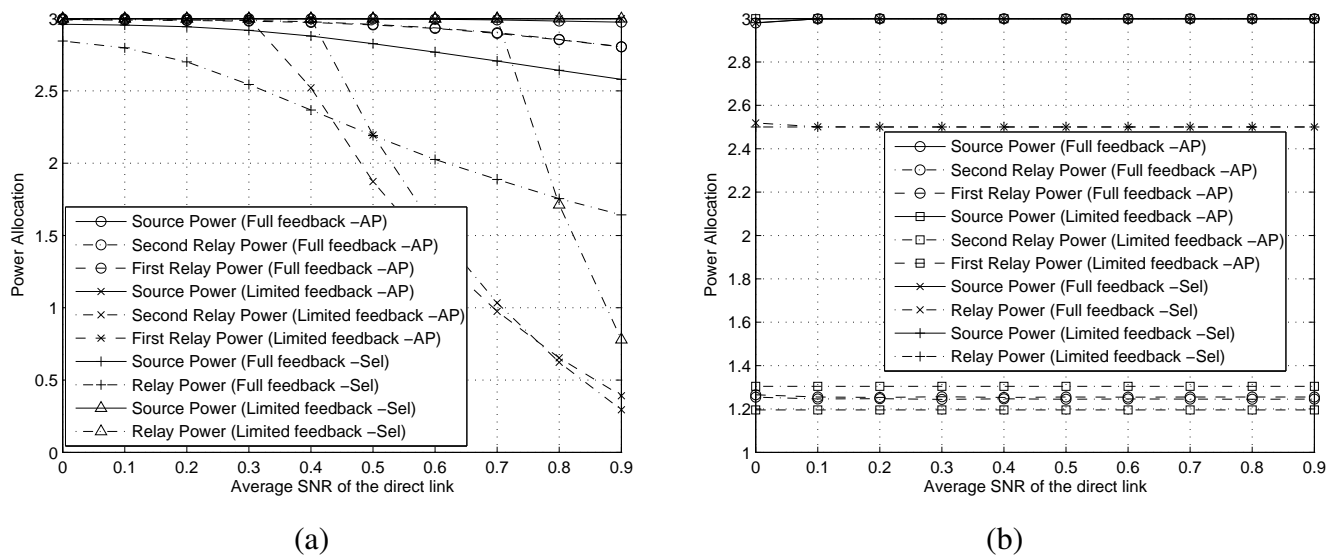 3
2.5
2
1.5
1
0.5
0
Power Allocation
Source Power (Full feedback −AP)
Second Relay Power (Full feedback −AP)
First Relay Power (Full feedback −AP)
Source Power (Limited feedback −AP)
Second Relay Power (Limited feedback −AP)
First Relay Power (Limited feedback −AP)
Source Power (Full feedback −Sel)
Relay Power (Full feedback −Sel)
Source Power (Limited feedback −Sel)
Relay Power (Limited feedback −Sel)
0 0.1 0.2 0.3 0.4 0.5 0.6 0.7 0.8 0.9
Average SNR of the direct link
(a)
3
2.8
2.6
2.4
2.2
2
1.8
1.6
1.4
1.2
1
Power Allocation
Source Power (Full feedback −AP)
Second Relay Power (Full feedback −AP)
First Relay Power (Full feedback −AP)
Source Power (Limited feedback −AP)
Second Relay Power (Limited feedback −AP)
First Relay Power (Limited feedback −AP)
Source Power (Full feedback −Sel)
Relay Power (Full feedback −Sel)
Source Power (Limited feedback −Sel)
Relay Power (Limited feedback −Sel)
0 0.1 0.2 0.3 0.4 0.5 0.6 0.7 0.8 0.9
Average SNR of the direct link
(b)